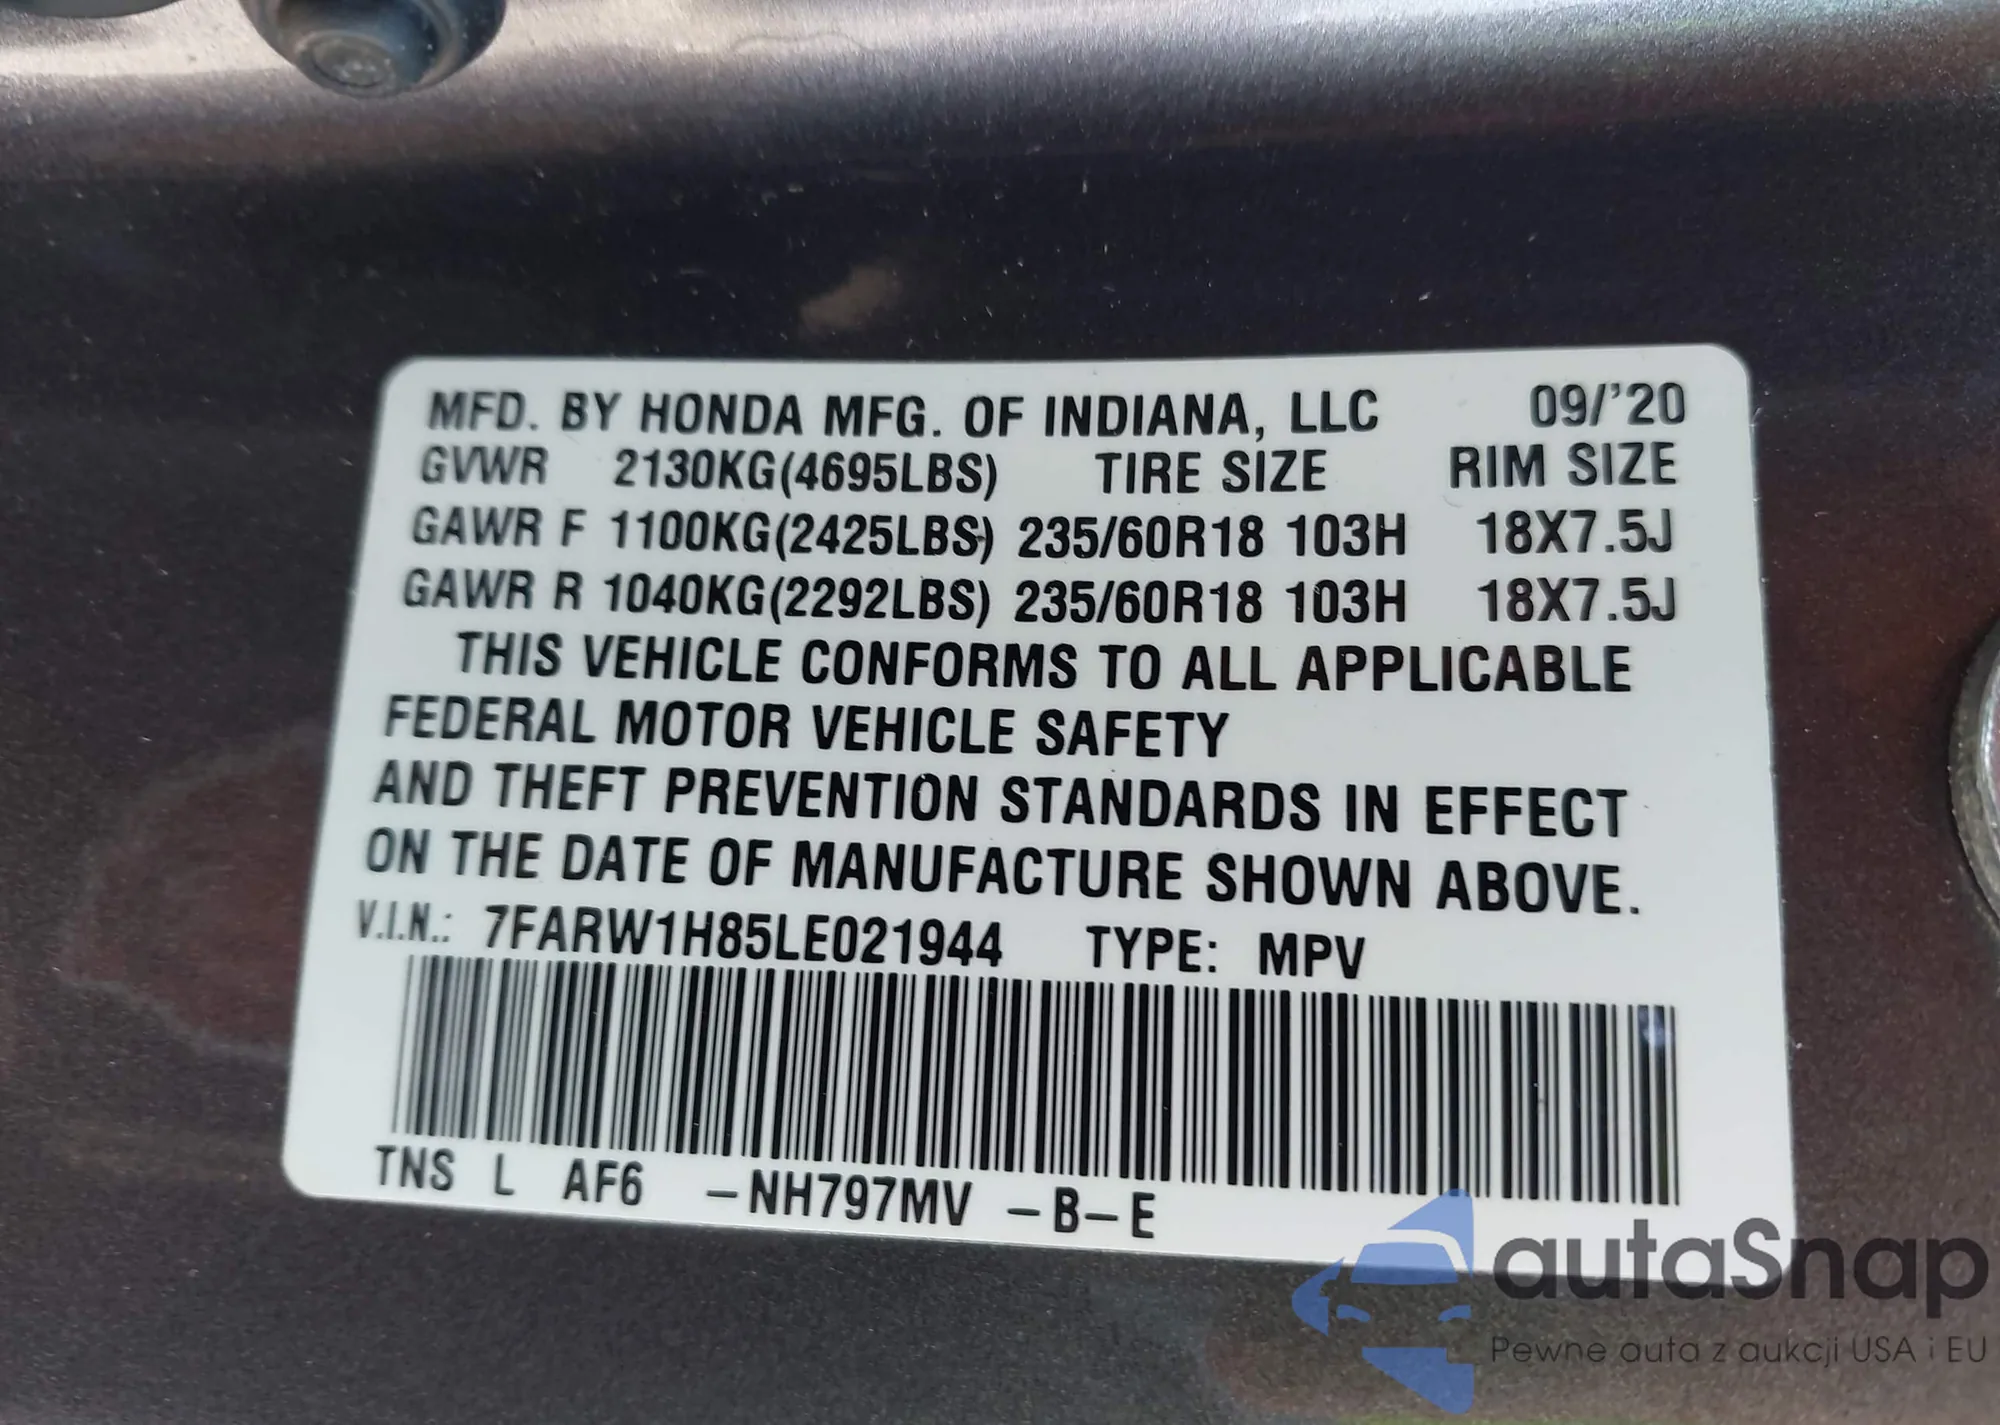 MFD. BY HONDA MFG. OF INDIANA, LLC 09/'20
GVWR 2130KG(4695LBS) TIRE SIZE RIM SIZE
GAWR F 1100KG(2425LBS) 235/60R18 103H 18X7.5J
GAWR R 1040KG(2292LBS) 235/60R18 103H 18X7.5J
THIS VEHICLE CONFORMS TO ALL APPLICABLE
FEDERAL MOTOR VEHICLE SAFETY
AND THEFT PREVENTION STANDARDS IN EFFECT
ON THE DATE OF MANUFACTURE SHOWN ABOVE.
V.I.N.: 7FARW1H85LE021944 TYPE: MPV
TNS L AF6 –NH797MV –B–E
autaSnap
Pewne auta z aukcji USA i EU